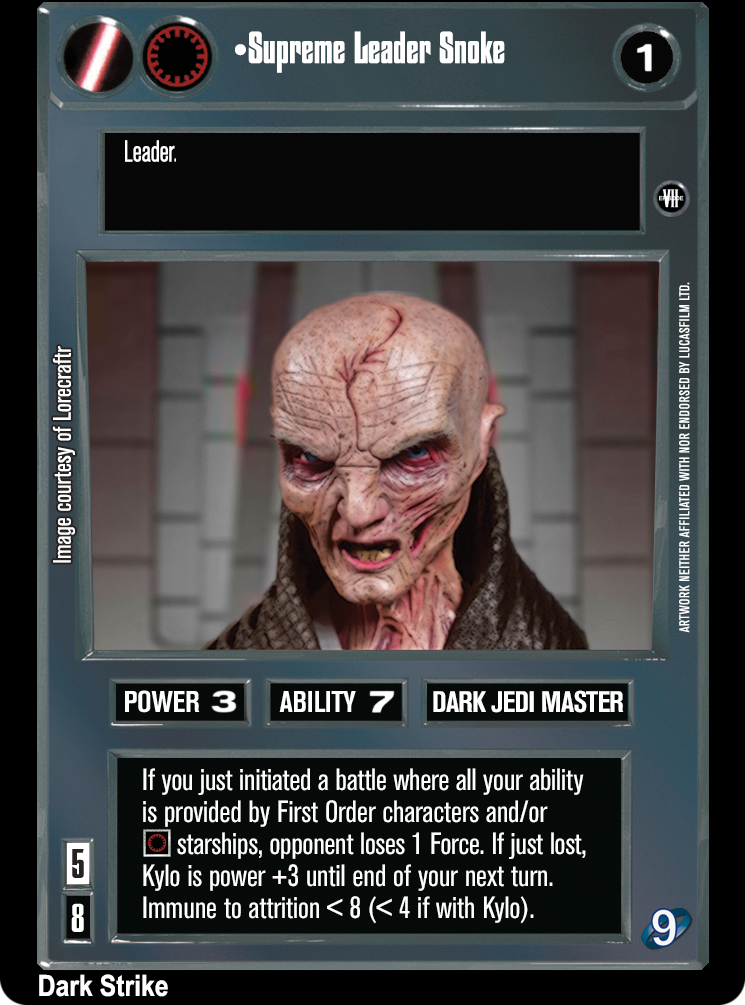 •Supreme Leader Snoke
1
Leader.
EPISODE
VII
Image courtesy of Lorecraftr
ARTWORK NEITHER AFFILIATED WITH NOR ENDORSED BY LUCASFILM LTD.
POWER 3
ABILITY 7
DARK JEDI MASTER
If you just initiated a battle where all your ability
is provided by First Order characters and/or
starships, opponent loses 1 Force. If just lost,
Kylo is power +3 until end of your next turn.
Immune to attrition < 8 (< 4 if with Kylo).
5
8
9
Dark Strike